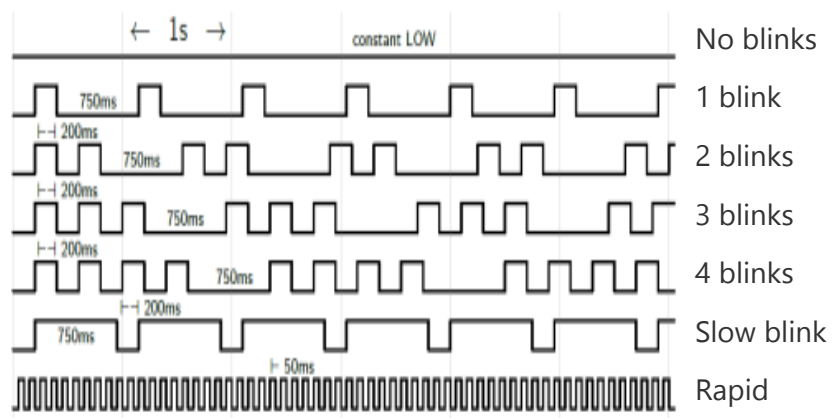 ← 1s → constant LOW No blinks
750ms 1 blink
200ms
750ms 2 blinks
200ms
750ms 3 blinks
200ms
750ms 4 blinks
200ms
750ms Slow blink
50ms
Rapid